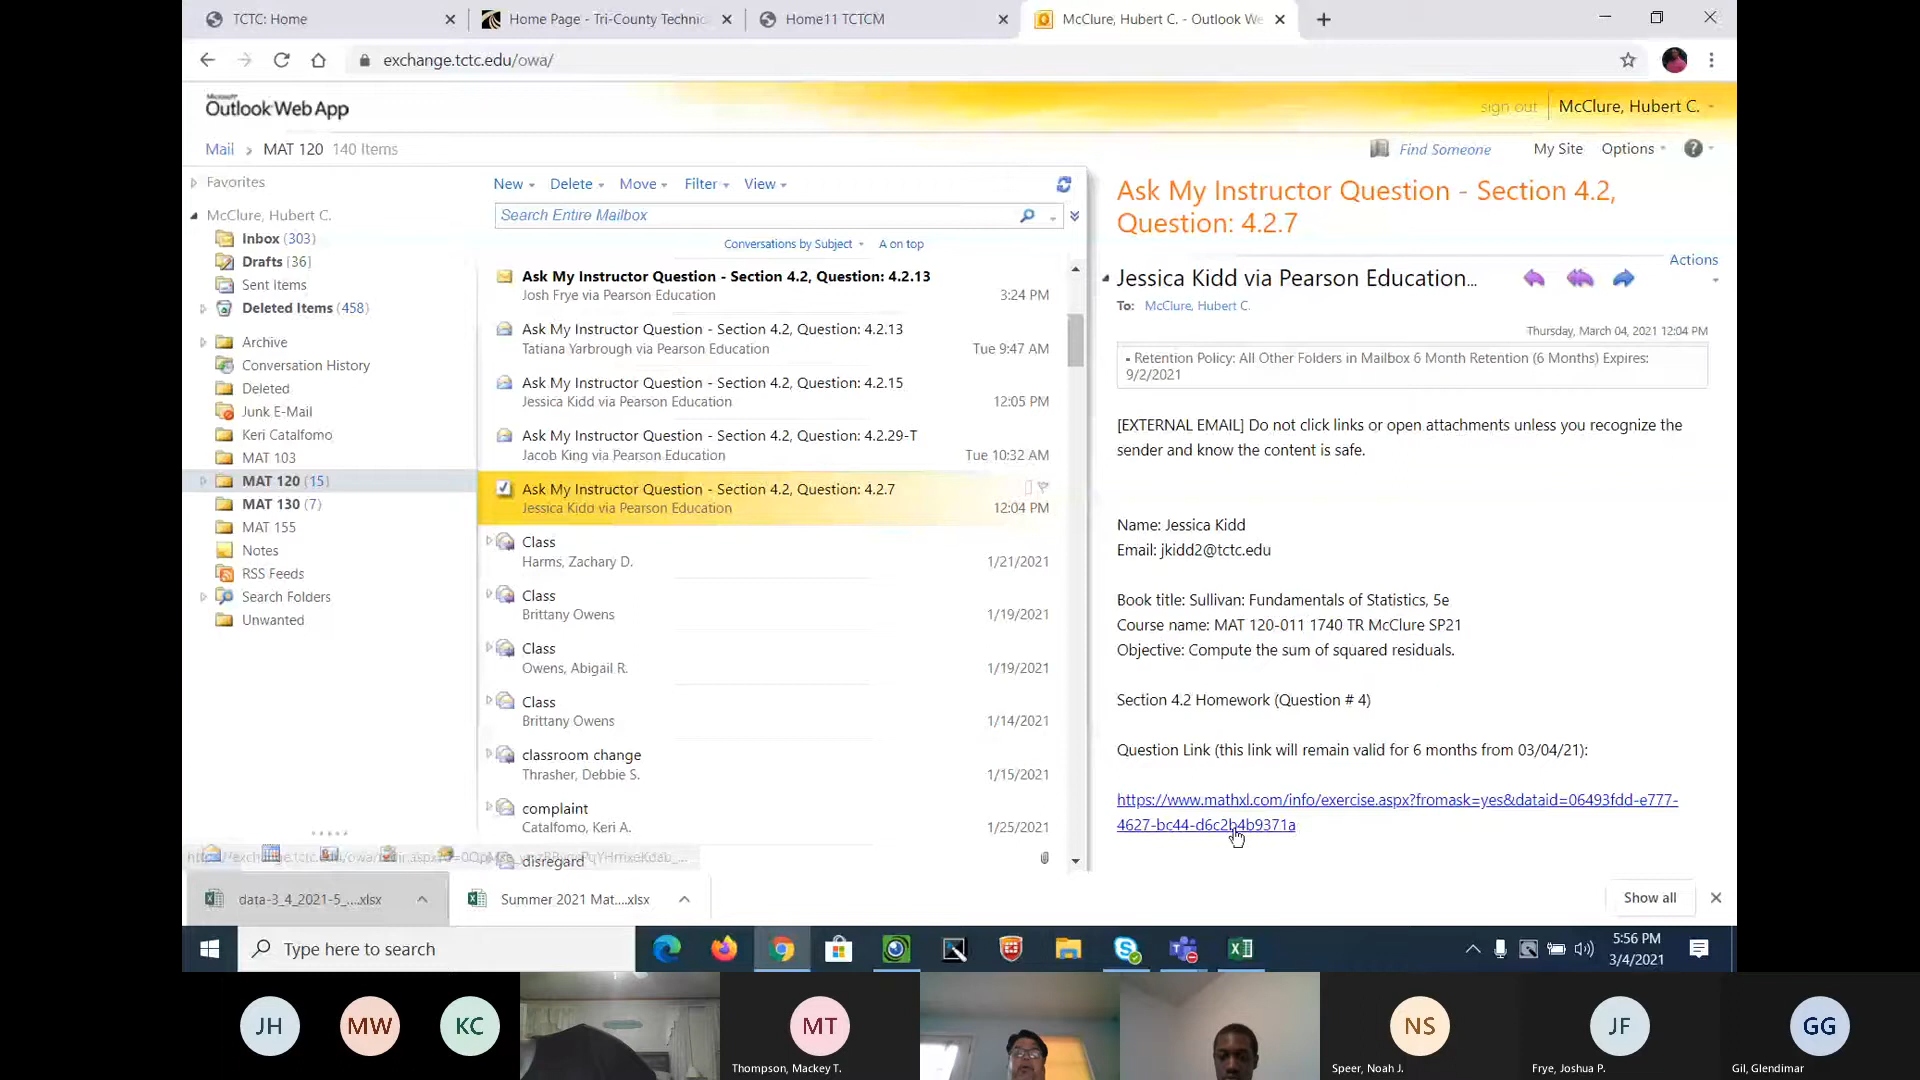 TCTC: Home
Home Page - Tri-County Technic
Home11 TCTCM
McClure, Hubert C. - Outlook We
exchange.tctc.edu/owa/
Microsoft
Outlook Web App
sign out
McClure, Hubert C.
Mail > MAT 120 140 Items
Find Someone
My Site
Options
Favorites
McClure, Hubert C.
Inbox (303)
Drafts (36)
Sent Items
Deleted Items (458)
Archive
Conversation History
Deleted
Junk E-Mail
Keri Catalfomo
MAT 103
MAT 120 (15)
MAT 130 (7)
MAT 155
Notes
RSS Feeds
Search Folders
Unwanted
New
Delete
Move
Filter
View
Search Entire Mailbox
Conversations by Subject
A on top
Ask My Instructor Question - Section 4.2, Question: 4.2.13
Josh Frye via Pearson Education
3:24 PM
Ask My Instructor Question - Section 4.2, Question: 4.2.13
Tatiana Yarbrough via Pearson Education
Tue 9:47 AM
Ask My Instructor Question - Section 4.2, Question: 4.2.15
Jessica Kidd via Pearson Education
12:05 PM
Ask My Instructor Question - Section 4.2, Question: 4.2.29-T
Jacob King via Pearson Education
Tue 10:32 AM
Ask My Instructor Question - Section 4.2, Question: 4.2.7
Jessica Kidd via Pearson Education
12:04 PM
Class
Harms, Zachary D.
1/21/2021
Class
Brittany Owens
1/19/2021
Class
Owens, Abigail R.
1/19/2021
Class
Brittany Owens
1/14/2021
classroom change
Thrasher, Debbie S.
1/15/2021
complaint
Catalfomo, Keri A.
1/25/2021
disregard
Ask My Instructor Question - Section 4.2,
Question: 4.2.7
Actions
Jessica Kidd via Pearson Education...
To: McClure, Hubert C.
Thursday, March 04, 2021 12:04 PM
Retention Policy: All Other Folders in Mailbox 6 Month Retention (6 Months) Expires:
9/2/2021
[EXTERNAL EMAIL] Do not click links or open attachments unless you recognize the
sender and know the content is safe.
Name: Jessica Kidd
Email: jkidd2@tctc.edu
Book title: Sullivan: Fundamentals of Statistics, 5e
Course name: MAT 120-011 1740 TR McClure SP21
Objective: Compute the sum of squared residuals.
Section 4.2 Homework (Question # 4)
Question Link (this link will remain valid for 6 months from 03/04/21):
https://www.mathxl.com/info/exercise.aspx?fromask=yes&dataid=06493fdd-e777-
4627-bc44-d6c2b4b9371a
data-3_4_2021-5_....xlsx
Summer 2021 Mat....xlsx
Show all
Type here to search
5:56 PM
3/4/2021
JH
MW
KC
MT
Thompson, Mackey T.
NS
Speer, Noah J.
JF
Frye, Joshua P.
GG
Gil, Glendimar